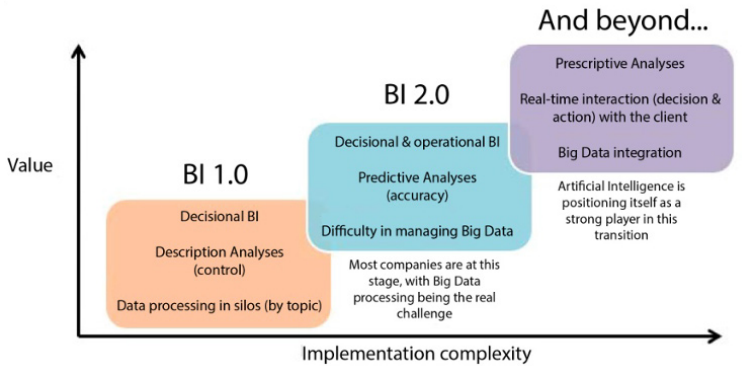 And beyond...
Prescriptive Analyses
Real-time interaction (decision &
action) with the client
Big Data integration
Artificial Intelligence is
positioning itself as a
strong player in this
transition
BI 2.0
Decisional & operational BI
Predictive Analyses
(accuracy)
Difficulty in managing Big Data
Most companies are at this
stage, with Big Data
processing being the real
challenge
Value
BI 1.0
Decisional BI
Description Analyses
(control)
Data processing in silos (by topic)
Implementation complexity